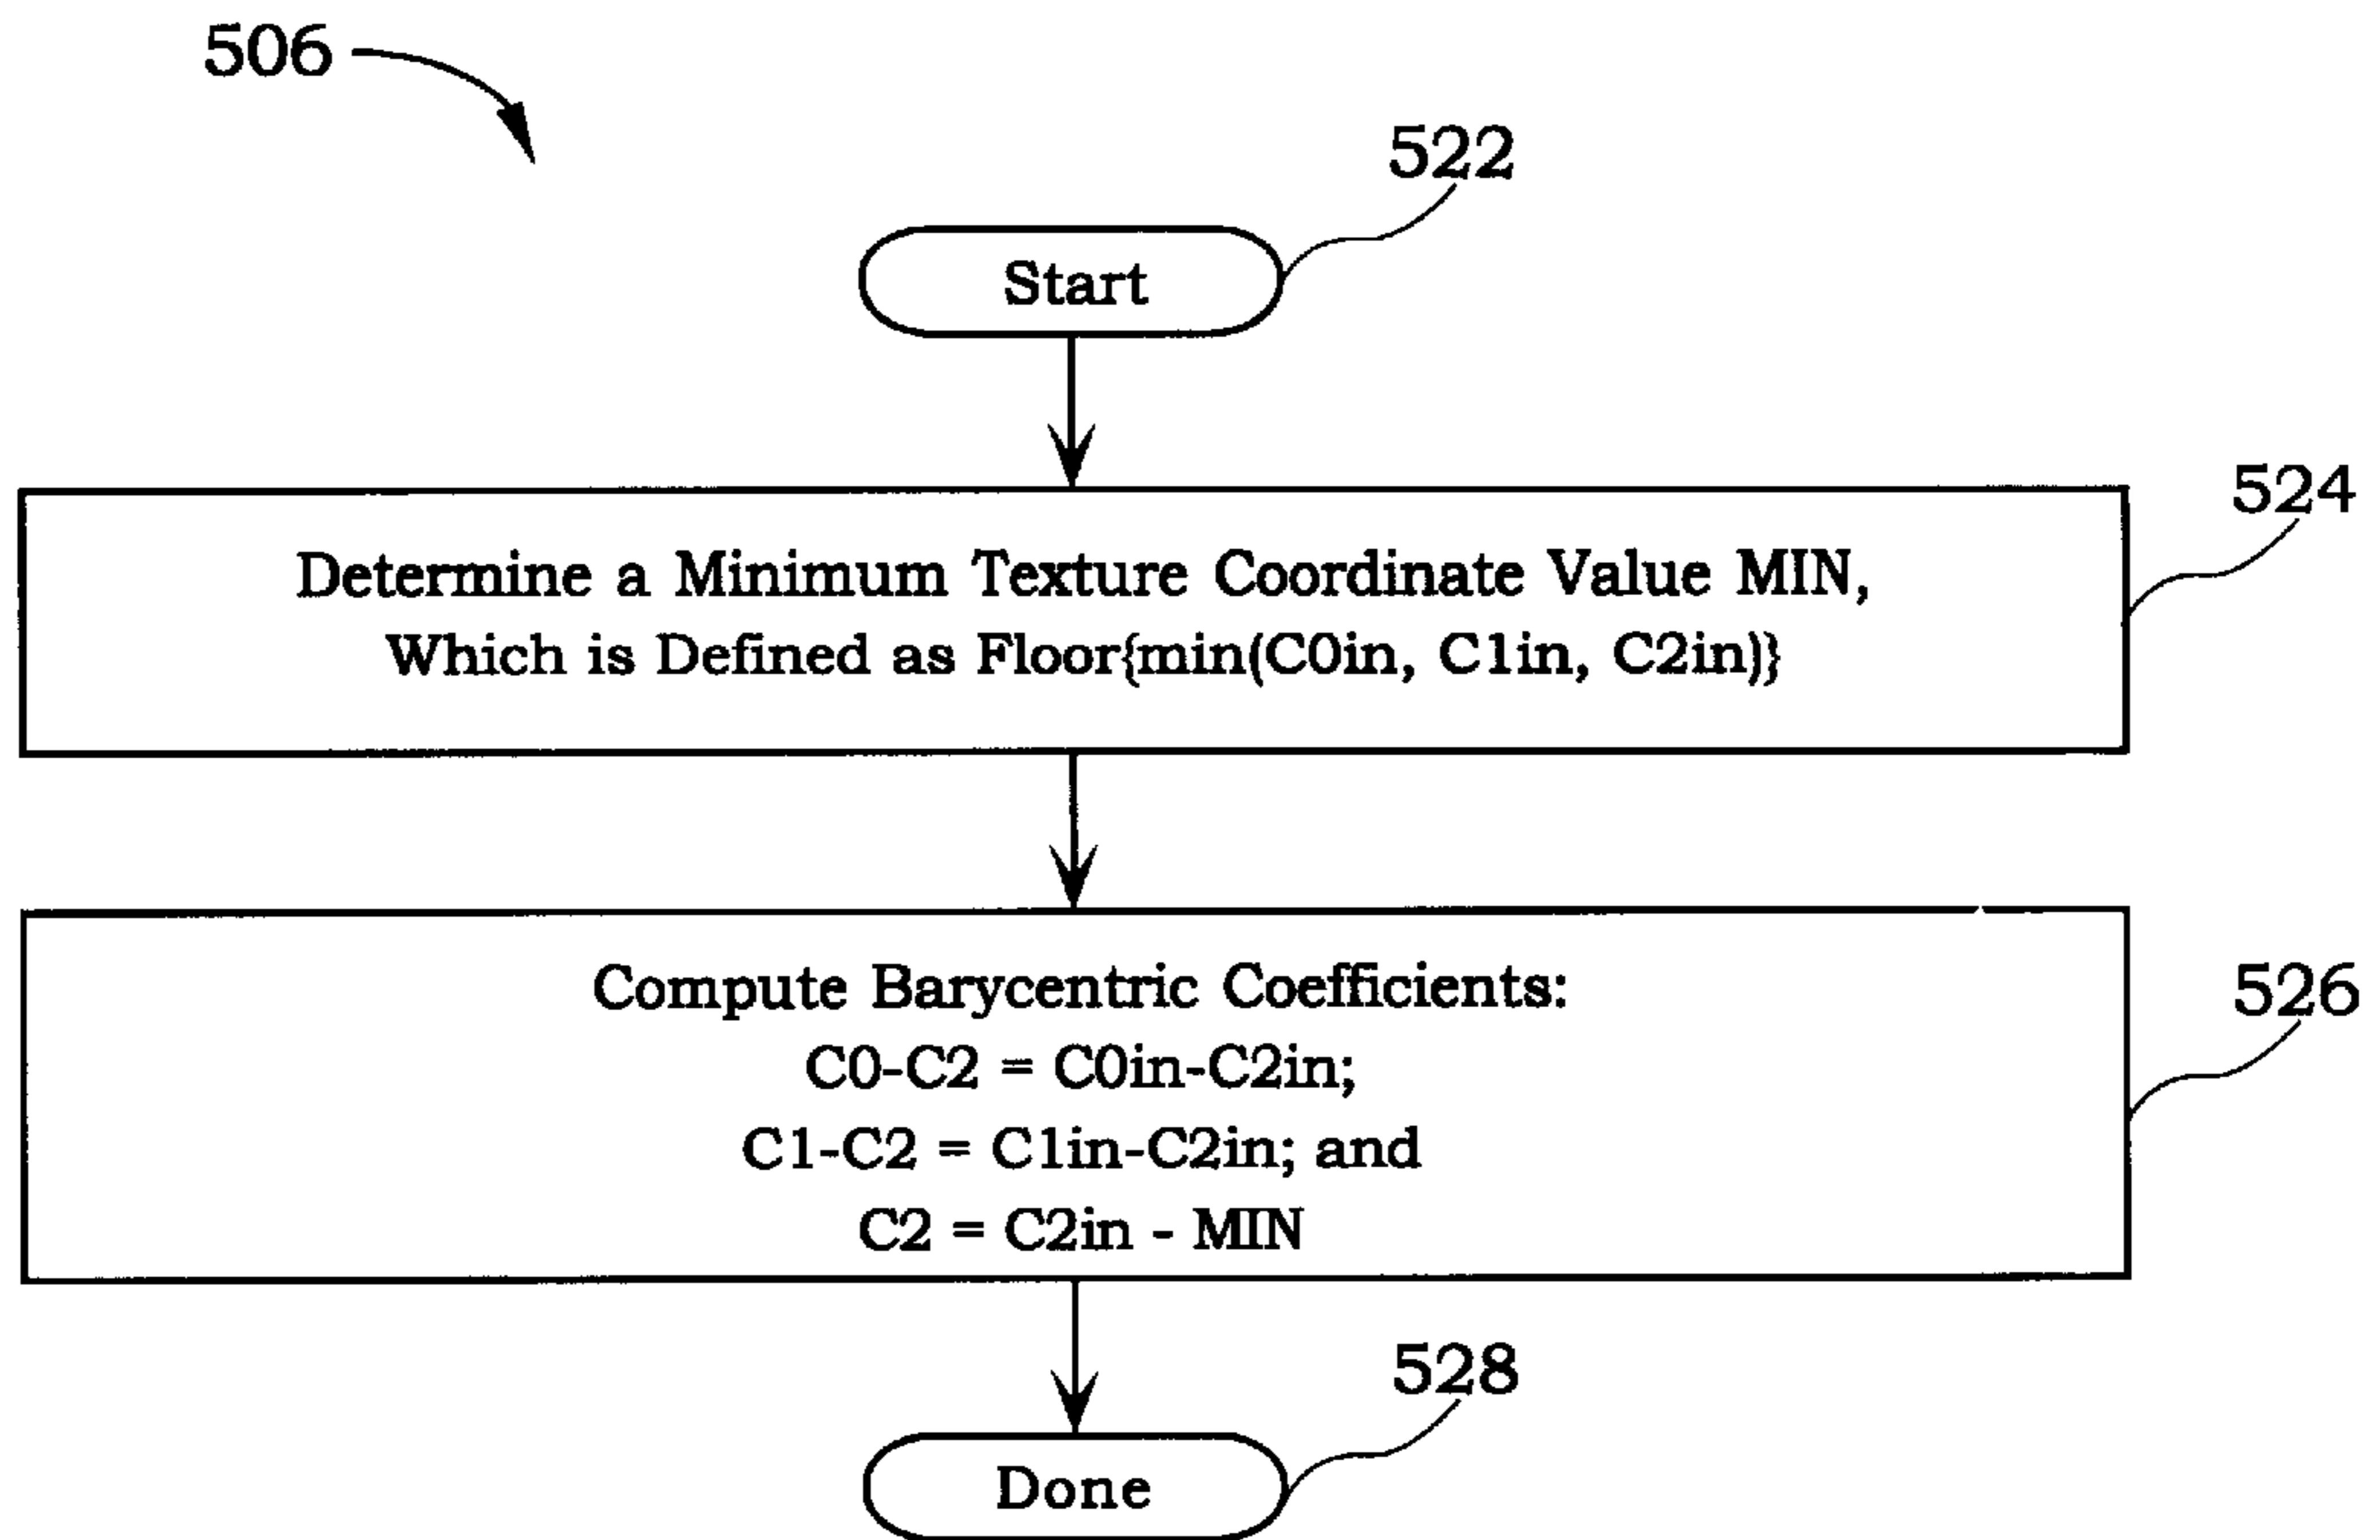 506
522
Start
524
Determine a Minimum Texture Coordinate Value MIN,
Which is Defined as Floor{min(C0in, C1in, C2in)}
526
Compute Barycentric Coefficients:
C0-C2 = C0in-C2in;
C1-C2 = C1in-C2in; and
C2 = C2in - MIN
528
Done